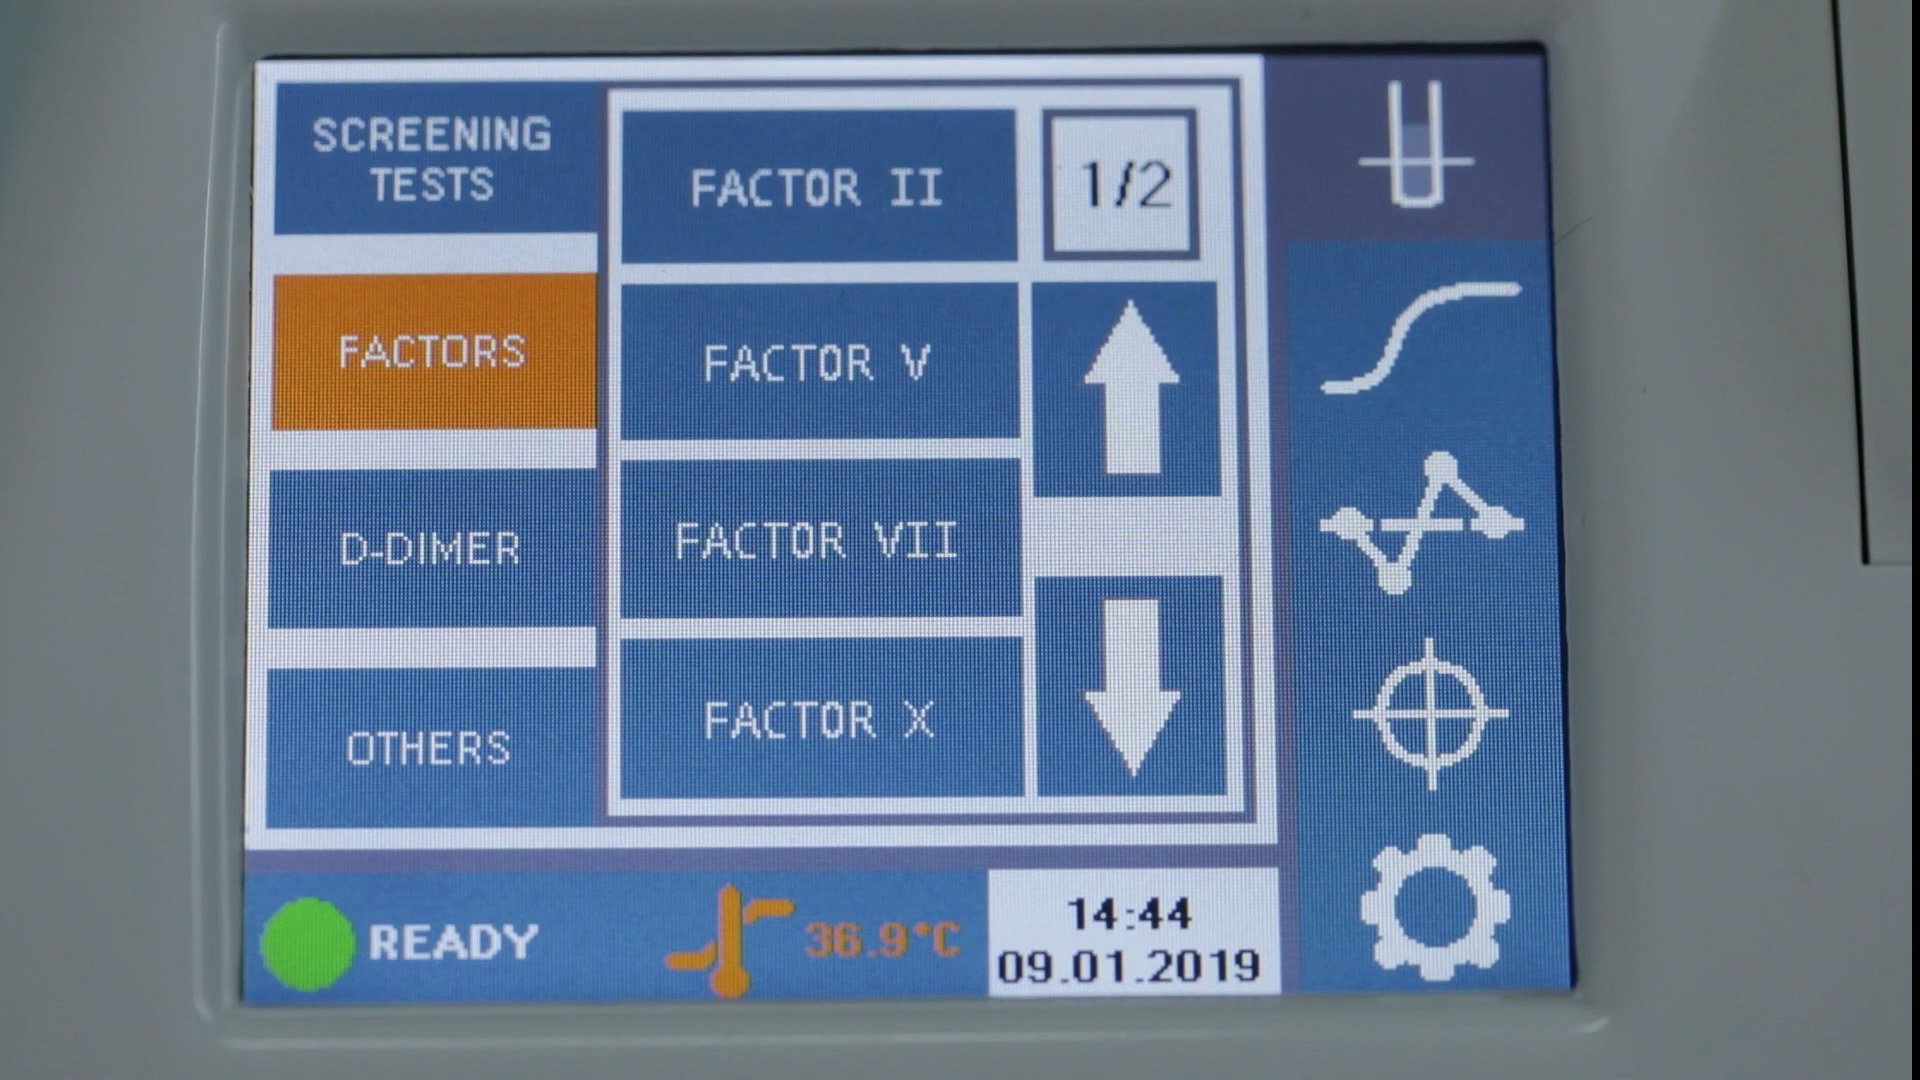 SCREENING
TESTS
FACTORS
D-DIMER
OTHERS
FACTOR II
FACTOR V
FACTOR VII
FACTOR X
1/2
READY
36.9°C
14:44
09.01.2019